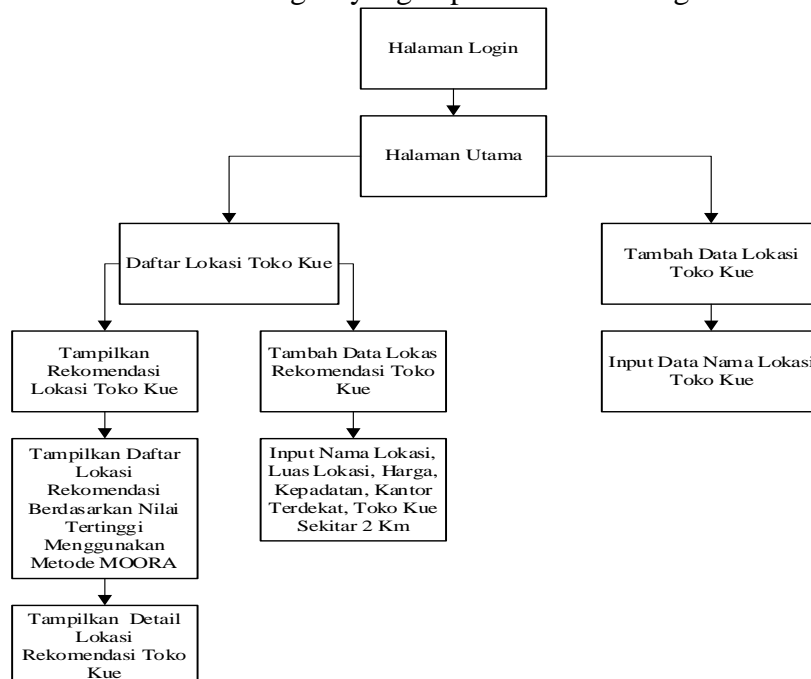 Halaman Login
Halaman Utama
Daftar Lokasi Toko Kue
Tambah Data Lokasi
Toko Kue
Tampilkan
Rekomendasi
Lokasi Toko Kue
Tambah Data Lokas
Rekomendasi Toko
Kue
Input Data Nama Lokasi
Toko Kue
Tampilkan Daftar
Lokasi
Rekomendasi
Berdasarkan Nilai
Tertinggi
Menggunakan
Metode MOORA
Input Nama Lokasi,
Luas Lokasi, Harga,
Kepadatan, Kantor
Terdekat, Toko Kue
Sekitar 2 Km
Tampilkan Detail
Lokasi
Rekomendasi Toko
Kue